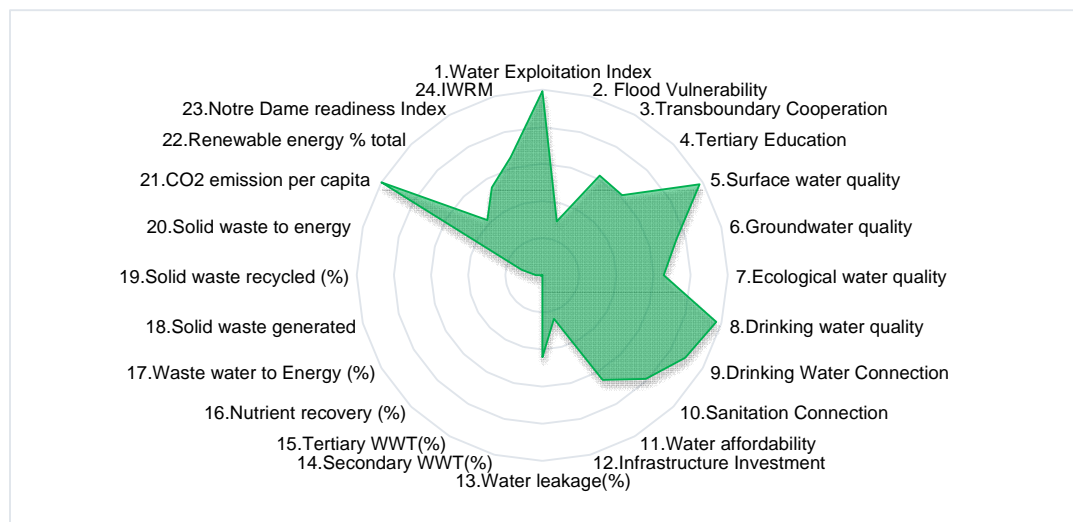 1.Water Exploitation Index
2. Flood Vulnerability
3.Transboundary Cooperation
4.Tertiary Education
5.Surface water quality
6.Groundwater quality
7.Ecological water quality
8.Drinking water quality
9.Drinking Water Connection
10.Sanitation Connection
11.Water affordability
12.Infrastructure Investment
13.Water leakage(%)
14.Secondary WWT(%)
15.Tertiary WWT(%)
16.Nutrient recovery (%)
17.Waste water to Energy (%)
18.Solid waste generated
19.Solid waste recycled (%)
20.Solid waste to energy
21.CO2 emission per capita
22.Renewable energy % total
23.Notre Dame readiness Index
24.IWRM